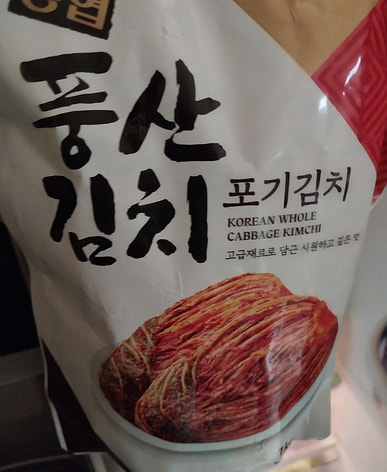 풍산
김치
포기김치
KOREAN WHOLE
CABBAGE KIMCHI
고급재료로 담근 시원하고 깊은 맛